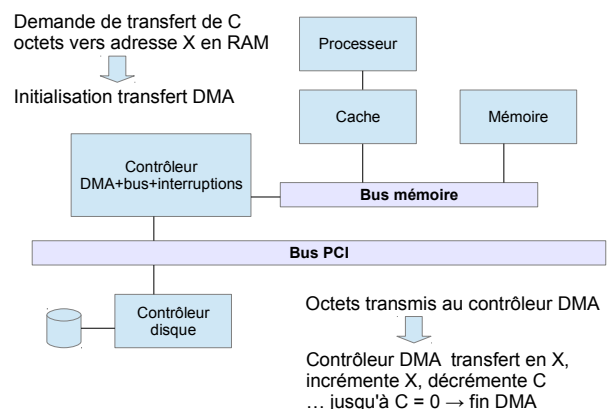 Demande de transfert de C
octets vers adresse X en RAM
Initialisation transfert DMA
Processeur
Cache
Mémoire
Contrôleur
DMA+bus+interruptions
Bus mémoire
Bus PCI
Contrôleur
disque
Octets transmis au contrôleur DMA
Contrôleur DMA transfert en X,
incrémente X, décrémente C
… jusqu'à C = 0 → fin DMA